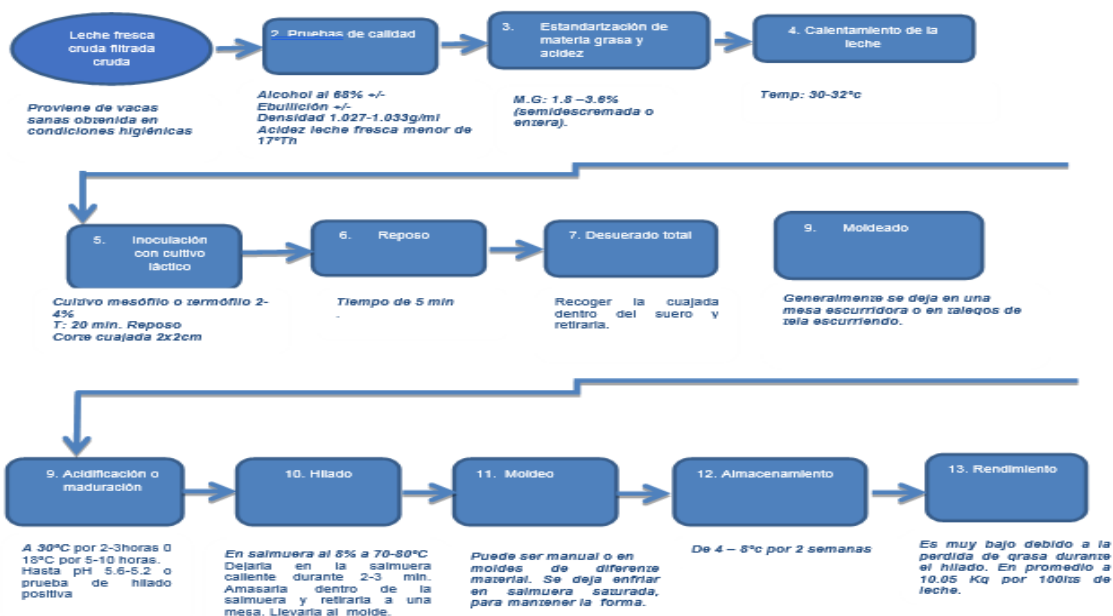 Leche fresca
cruda filtrada
cruda
Proviene de vacas
sanas obtenida en
condiciones higiénicas
2. Pruebas de calidad
Alcohol al 68% +/-
Ebullición +/-
Densidad 1.027-1.033g/ml
Acidez leche fresca menor de
17°Th
3. Estandarización de
materia grasa y
acidez
M.G: 1.8 –3.6%
(semidescremada o
entera).
4. Calentamiento de la
leche
Temp: 30-32°c
5. Inoculación
con cultivo
láctico
Cultivo mesófilo o termófilo 2-
4%
T: 20 min. Reposo
Corte cuajada 2x2cm
6. Reposo
Tiempo de 5 min
.
7. Desuerado total
Recoger la cuajada
dentro del suero y
retirarla.
9. Moldeado
Generalmente se deja en una
mesa escurridora o en talegos de
tela escurriendo.
9. Acidificación o
maduración
A 30°C por 2-3horas 0
18°C por 5-10 horas.
Hasta pH 5.6-5.2 o
prueba de hilado
positiva
10. Hilado
En salmuera al 8% a 70-80°C
Dejarla en la salmuera
caliente durante 2-3 min.
Amasarla dentro de la
salmuera y retirarla a una
mesa. Llevarla al molde.
11. Moldeo
Puede ser manual o en
moldes de diferente
material. Se deja enfriar
en salmuera saturada,
para mantener la forma.
12. Almacenamiento
De 4 – 8°c por 2 semanas
13. Rendimiento
Es muy bajo debido a la
perdida de grasa durante
el hilado. En promedio a
10.05 Kg por 100lts de
leche.